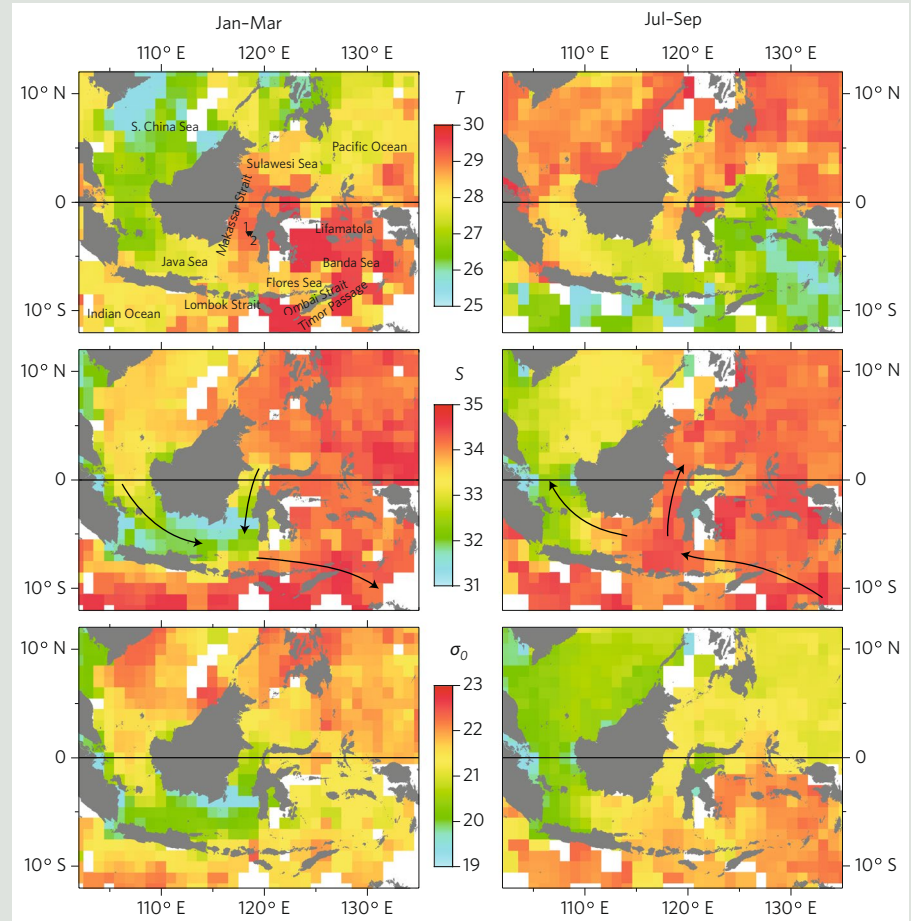 Jan–Mar
Jul–Sep
110° E 120° E 130° E
110° E 120° E 130° E
10° N
0
10° S
S. China Sea
Pacific Ocean
Sulawesi Sea
Makassar Strait
1
2
Lifamatola
Java Sea
Banda Sea
Flores Sea
Lombok Strait
Ombai Strait
Timor Passage
Indian Ocean
T
30
29
28
27
26
25
10° N
0
10° S
10° N
0
10° S
S
35
34
33
32
31
10° N
0
10° S
10° N
0
10° S
σ0
23
22
21
20
19
10° N
0
10° S
110° E 120° E 130° E
110° E 120° E 130° E